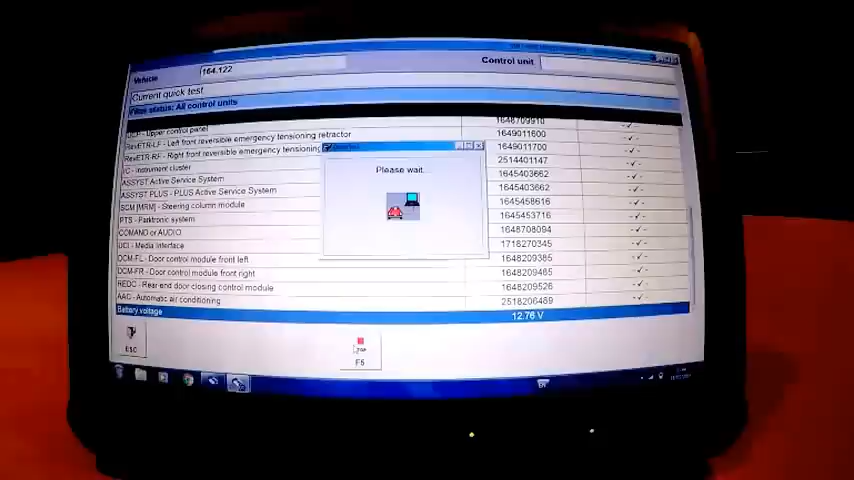 Vehicle 164.122 Control unit
Current quick test
Filter status: All control units
UCP - Upper control panel 1648709910 - ✓ -
RevETR-LF - Left front reversible emergency tensioning retractor 1649011600 - ✓ -
RevETR-RF - Right front reversible emergency tensioning 1649011700 - ✓ -
IC - Instrument cluster 2514401147 - ✓ -
ASSYST Active Service System 1645403662 - ✓ -
ASSYST PLUS - PLUS Active Service System 1645403662 - ✓ -
SCM [MRM] - Steering column module 1645458616 - ✓ -
PTS - Parktronic system 1645453716 - ✓ -
COMAND or AUDIO 1648708094 - ✓ -
UCI - Media Interface 1716270345 - ✓ -
DCM-FL - Door control module front left 1648209385 - ✓ -
DCM-FR - Door control module front right 1648209485 - ✓ -
REDC - Rear-end door closing control module 1648209526 - ✓ -
AAC - Automatic air conditioning 2518206489 - ✓ -
Battery voltage 12.76 V
Please wait...
ESC
STOP
F5
EN